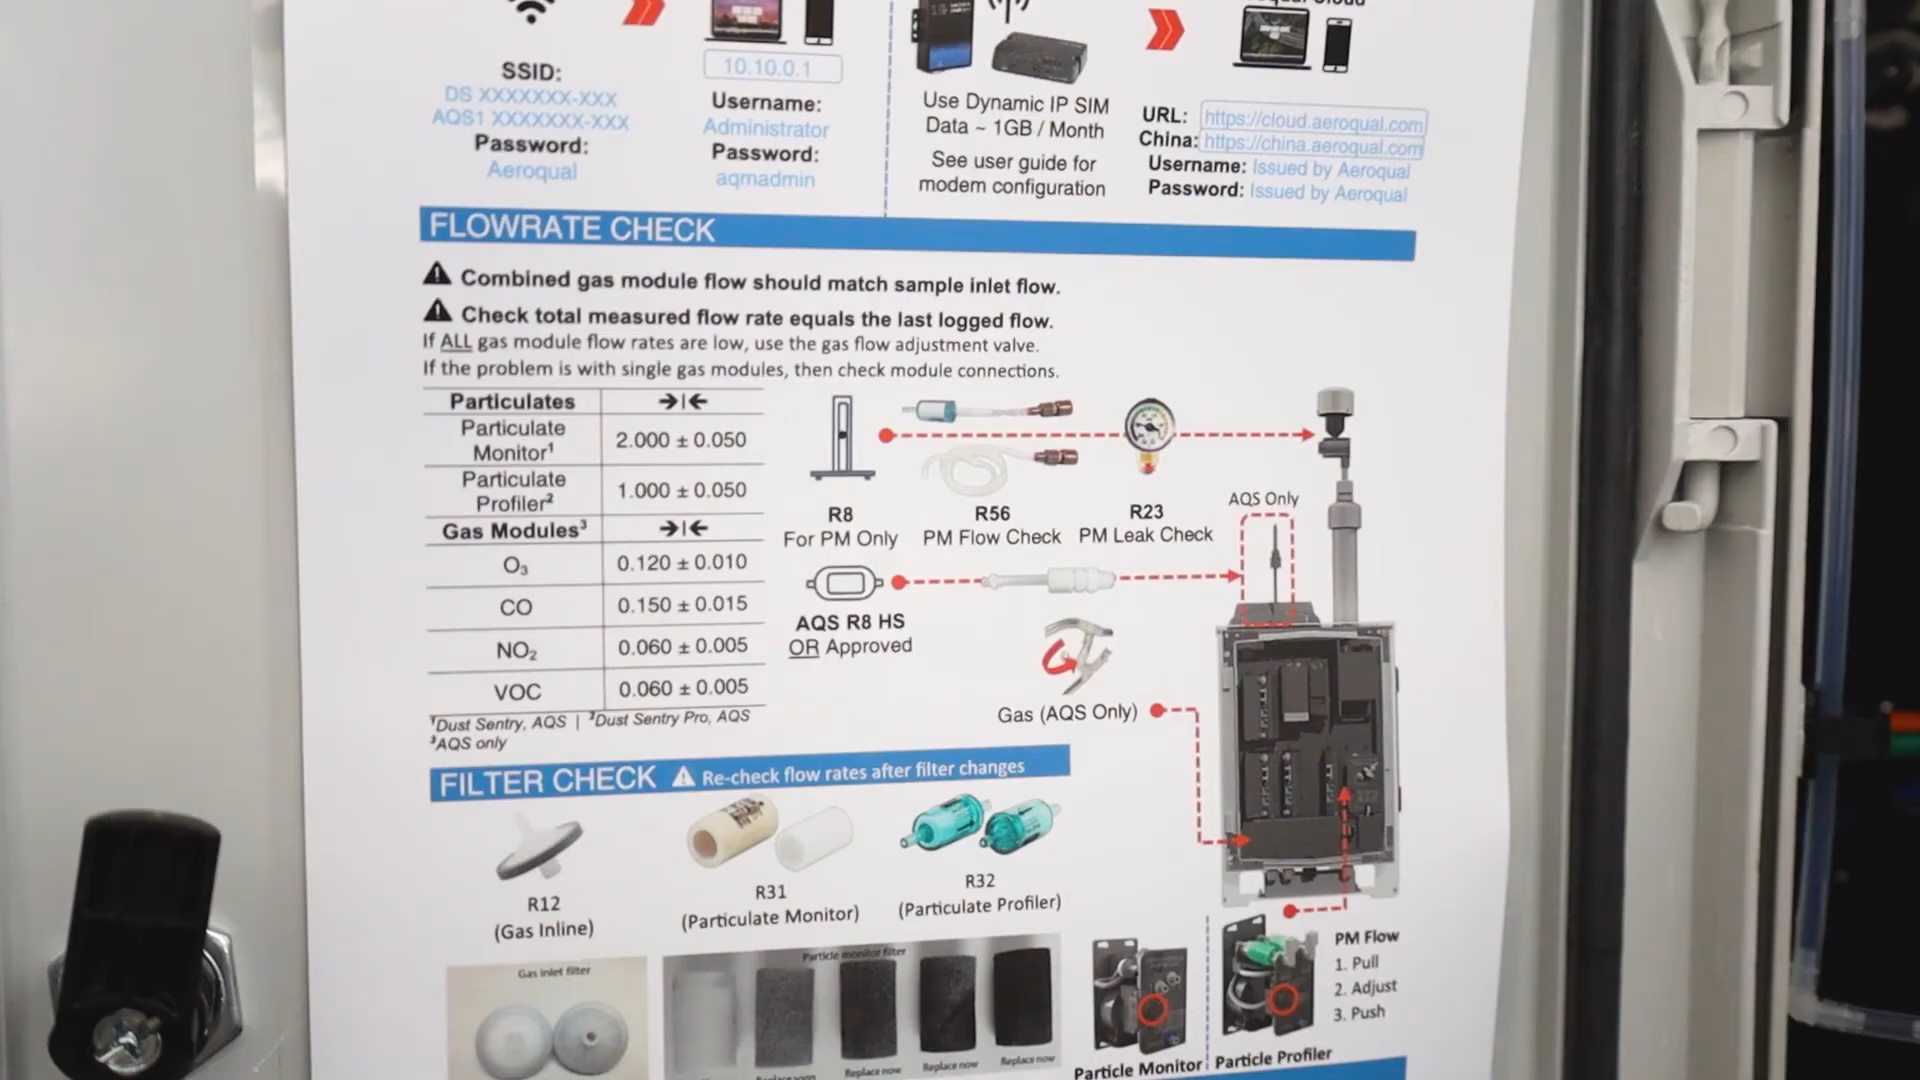 SSID:
DS XXXXXXX-XXX
AQS1 XXXXXXX-XXX
Password:
Aeroqual
10.10.0.1
Username:
Administrator
Password:
aqmadmin
Use Dynamic IP SIM
Data ~ 1GB / Month
See user guide for
modem configuration
URL: https://cloud.aeroqual.com
China: https://china.aeroqual.com
Username: Issued by Aeroqual
Password: Issued by Aeroqual
FLOWRATE CHECK
Combined gas module flow should match sample inlet flow.
Check total measured flow rate equals the last logged flow.
If ALL gas module flow rates are low, use the gas flow adjustment valve.
If the problem is with single gas modules, then check module connections.
Particulates →|←
Particulate
Monitor¹ 2.000 ± 0.050
Particulate
Profiler² 1.000 ± 0.050
Gas Modules³ →|←
O₃ 0.120 ± 0.010
CO 0.150 ± 0.015
NO₂ 0.060 ± 0.005
VOC 0.060 ± 0.005
¹Dust Sentry, AQS | ²Dust Sentry Pro, AQS
³AQS only
R8
For PM Only
R56
PM Flow Check
R23
PM Leak Check
AQS Only
AQS R8 HS
OR Approved
Gas (AQS Only)
FILTER CHECK Re-check flow rates after filter changes
R12
(Gas Inline)
R31
(Particulate Monitor)
R32
(Particulate Profiler)
Gas inlet filter
Particle monitor filter
Replace now
Replace now
Replace now
PM Flow
1. Pull
2. Adjust
3. Push
Particle Monitor
Particle Profiler